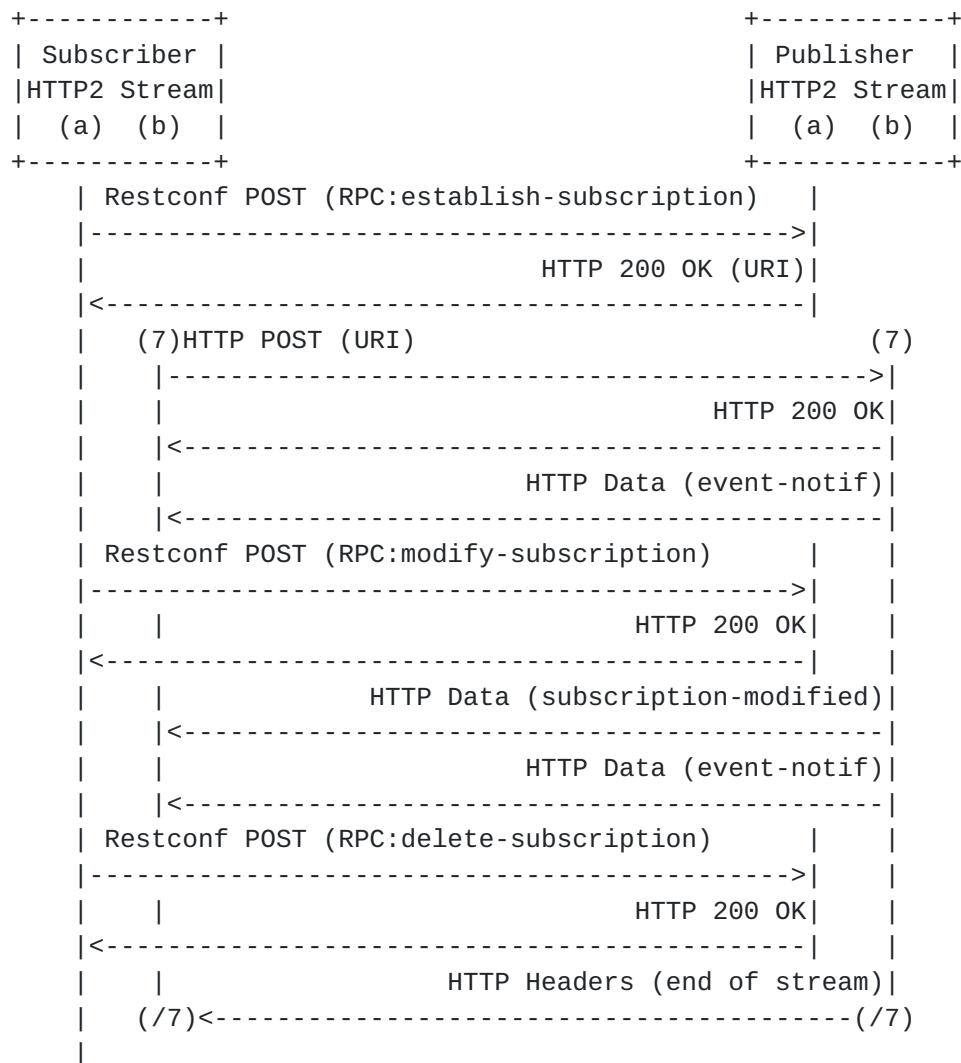 +------------+                                 +------------+
| Subscriber |                                 | Publisher  |
|HTTP2 Stream|                                 |HTTP2 Stream|
|  (a)  (b)  |                                 |  (a)  (b)  |
+------------+                                 +------------+
    | Restconf POST (RPC:establish-subscription)   |
    |--------------------------------------------->|
    |                            HTTP 200 OK (URI)|
    |<---------------------------------------------|
    |   (7)HTTP POST (URI)                             (7)
    |    |--------------------------------------------->|
    |    |                                   HTTP 200 OK|
    |    |<---------------------------------------------|
    |    |                       HTTP Data (event-notif)|
    |    |<---------------------------------------------|
    | Restconf POST (RPC:modify-subscription)      |    |
    |--------------------------------------------->|    |
    |    |                              HTTP 200 OK|    |
    |<---------------------------------------------|    |
    |    |             HTTP Data (subscription-modified)|
    |    |<---------------------------------------------|
    |    |                       HTTP Data (event-notif)|
    |    |<---------------------------------------------|
    | Restconf POST (RPC:delete-subscription)      |    |
    |--------------------------------------------->|    |
    |    |                              HTTP 200 OK|    |
    |<---------------------------------------------|    |
    |    |                  HTTP Headers (end of stream)|
    |   (/7)<-----------------------------------------(/7)
    |